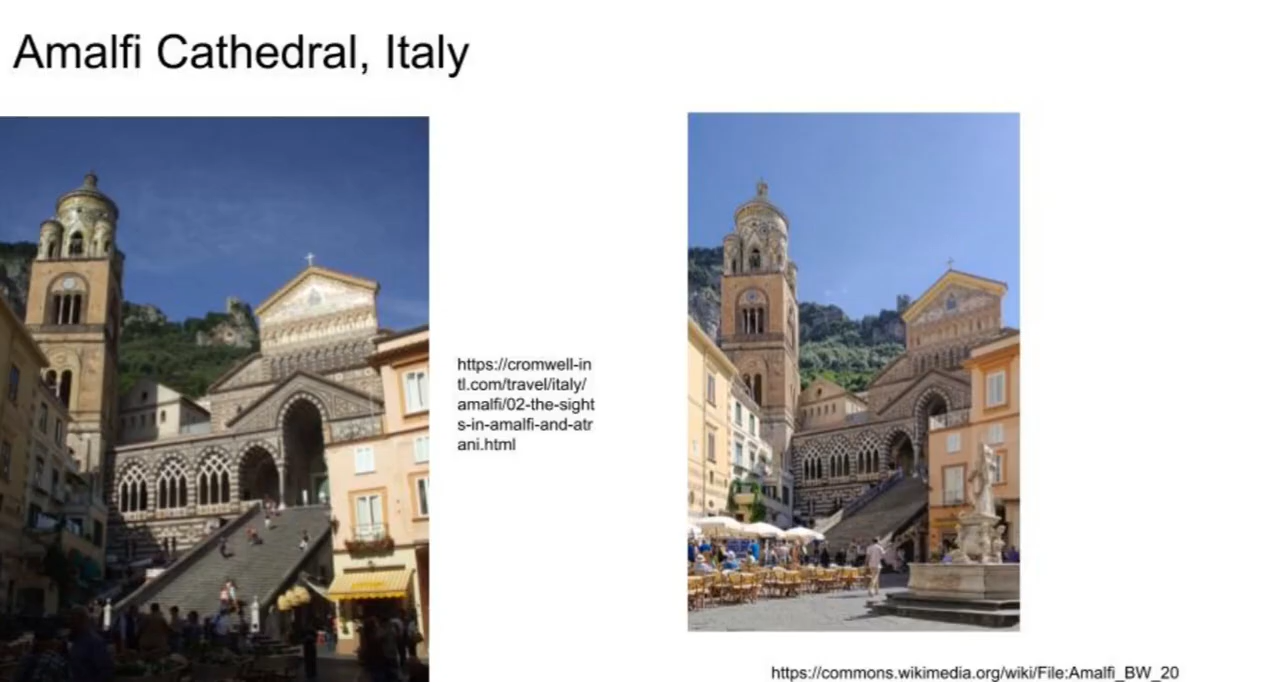 Amalfi Cathedral, Italy
https://cromwell-in
tl.com/travel/italy/
amalfi/02-the-sight
s-in-amalfi-and-atr
ani.html
https://commons.wikimedia.org/wiki/File:Amalfi_BW_20